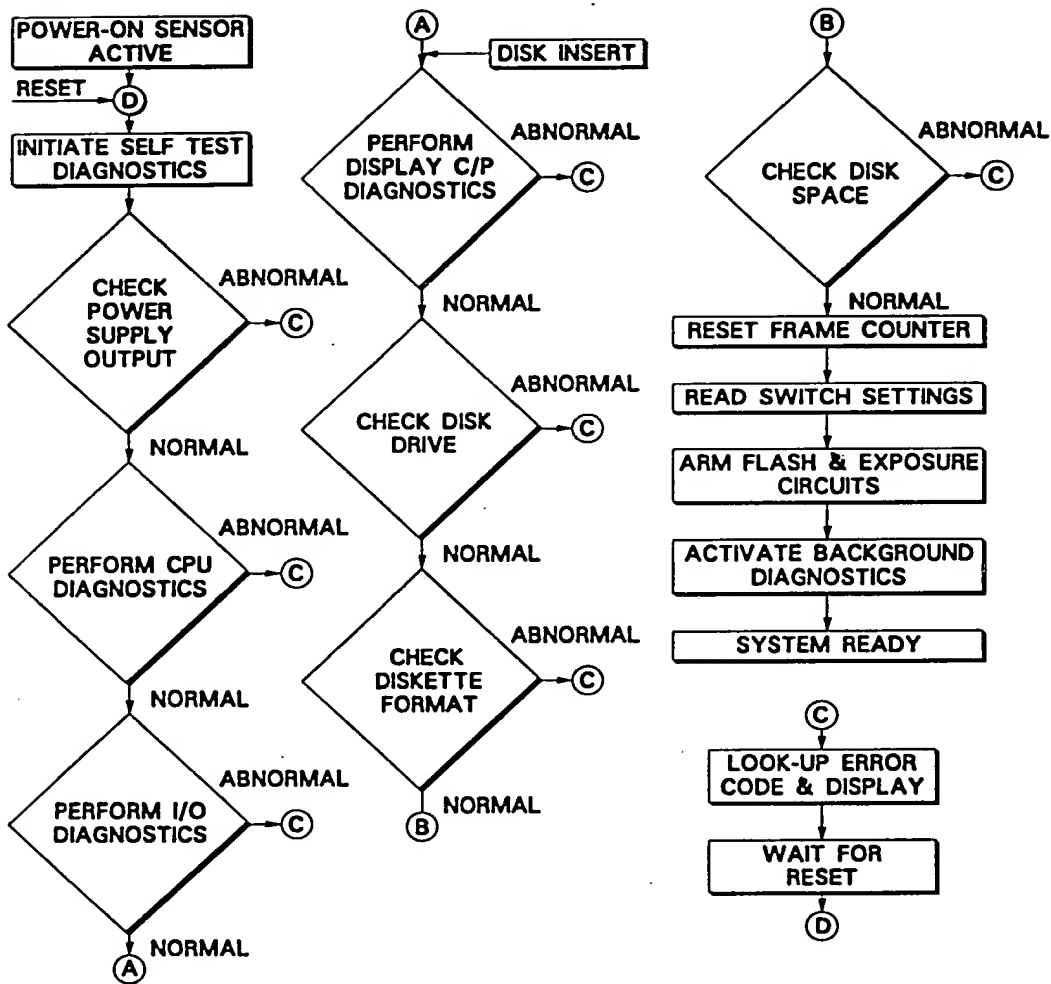 POWER-ON SENSOR
ACTIVE
RESET
D
INITIATE SELF TEST
DIAGNOSTICS
CHECK
POWER
SUPPLY
OUTPUT
ABNORMAL
C
NORMAL
PERFORM CPU
DIAGNOSTICS
ABNORMAL
C
NORMAL
PERFORM I/O
DIAGNOSTICS
ABNORMAL
C
NORMAL
A
A
DISK INSERT
PERFORM
DISPLAY C/P
DIAGNOSTICS
ABNORMAL
C
NORMAL
CHECK DISK
DRIVE
ABNORMAL
C
NORMAL
CHECK
DISKETTE
FORMAT
ABNORMAL
C
NORMAL
B
B
CHECK DISK
SPACE
ABNORMAL
C
NORMAL
RESET FRAME COUNTER
READ SWITCH SETTINGS
ARM FLASH & EXPOSURE
CIRCUITS
ACTIVATE BACKGROUND
DIAGNOSTICS
SYSTEM READY
C
LOOK-UP ERROR
CODE & DISPLAY
WAIT FOR
RESET
D